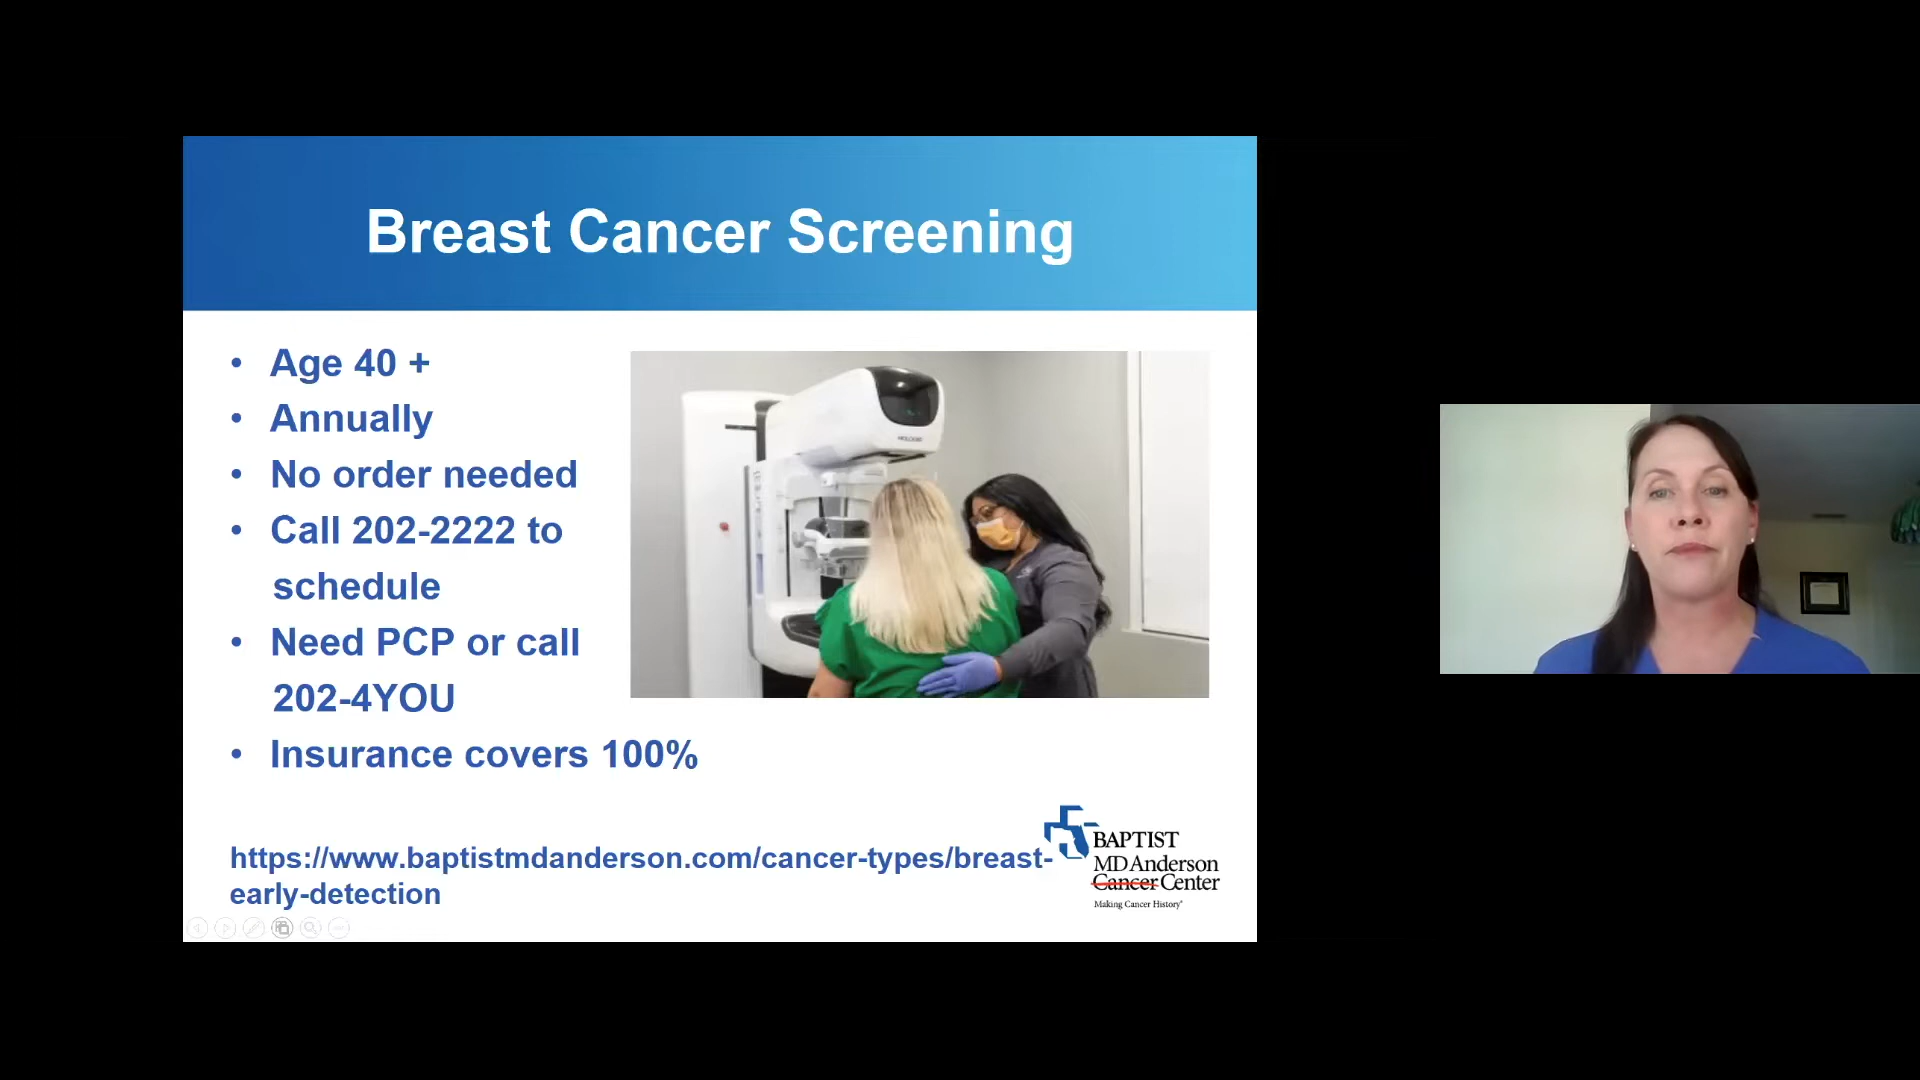 Breast Cancer Screening
• Age 40 +
• Annually
• No order needed
• Call 202-2222 to
schedule
• Need PCP or call
202-4YOU
• Insurance covers 100%
HOLOGIC
https://www.baptistmdanderson.com/cancer-types/breast-
early-detection
BAPTIST
MD Anderson
Cancer Center
Making Cancer History®